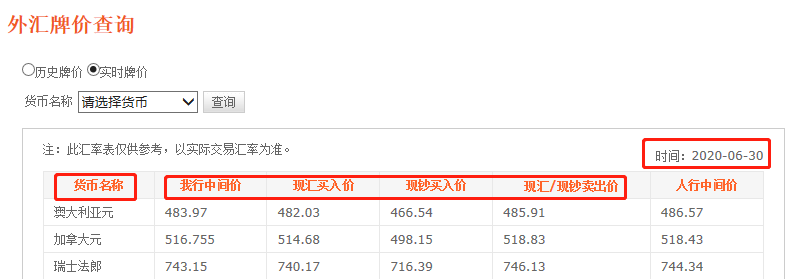 外汇牌价查询
历史牌价 实时牌价
货币名称 请选择货币 查询
注：此汇率表仅供参考，以实际交易汇率为准。
时间：2020-06-30
货币名称 我行中间价 现汇买入价 现钞买入价 现汇/现钞卖出价 人行中间价
澳大利亚元 483.97 482.03 466.54 485.91 486.57
加拿大元 516.755 514.68 498.15 518.83 518.43
瑞士法郎 743.15 740.17 716.39 746.13 744.34